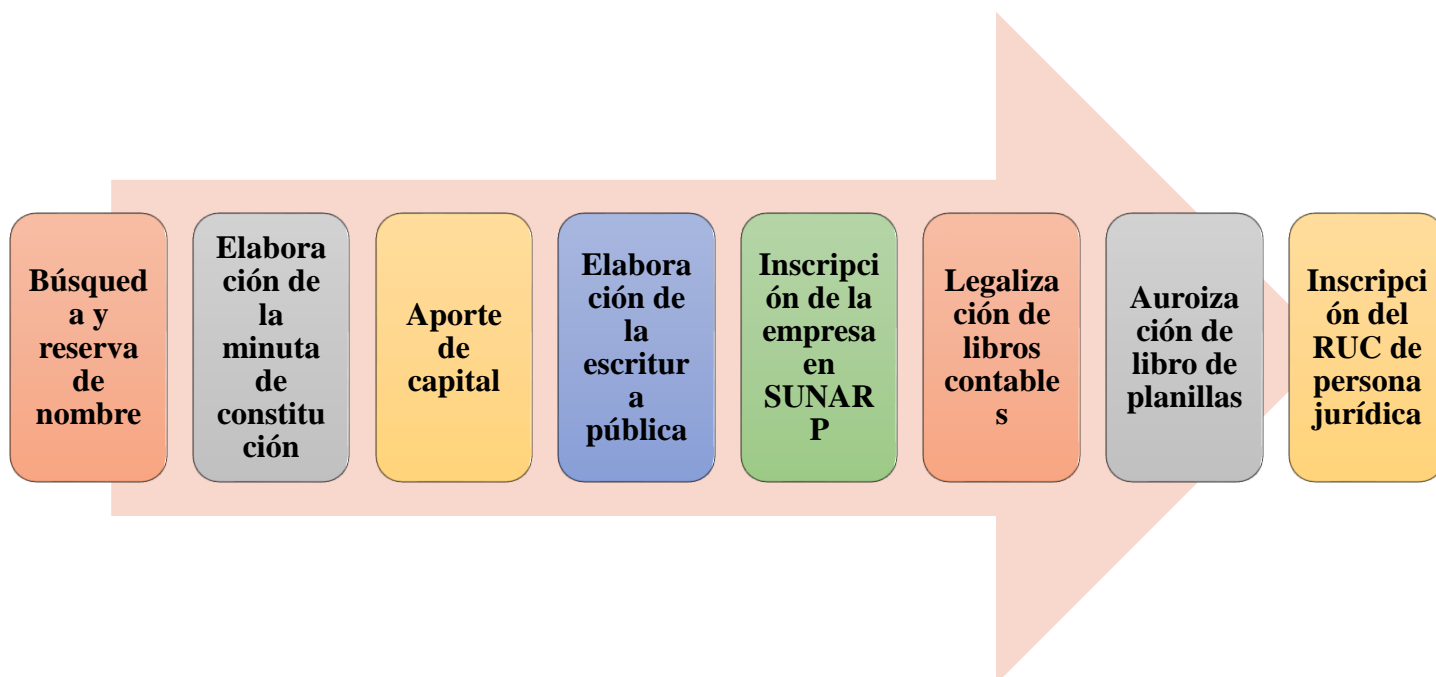 Búsqued
a y
reserva
de
nombre
Elabora
ción de
la
minuta
de
constitu
ción
Aporte
de
capital
Elabora
ción de
la
escritur
a
pública
Inscripci
ón de la
empresa
en
SUNAR
P
Legaliza
ción de
libros
contable
s
Auroiza
ción de
libro de
planillas
Inscripci
ón del
RUC de
persona
jurídica